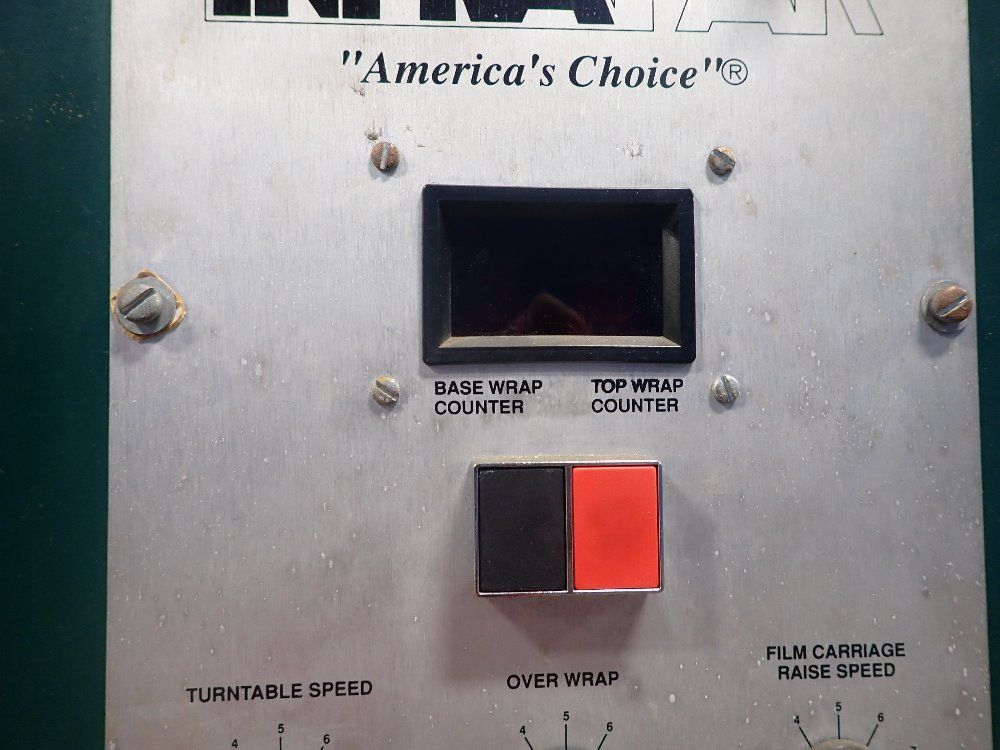 "America's Choice"®
BASE WRAP
COUNTER
TOP WRAP
COUNTER
FILM CARRIAGE
RAISE SPEED
TURNTABLE SPEED
OVER WRAP
4 5 6
4 5 6
4 5 6